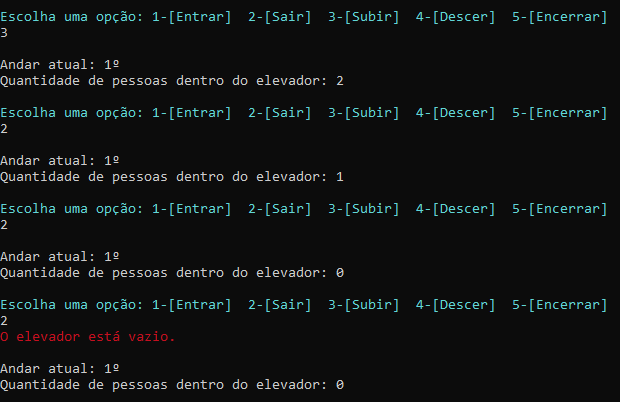 Escolha uma opção: 1-[Entrar]  2-[Sair]  3-[Subir]  4-[Descer]  5-[Encerrar]
3
Andar atual: 1º
Quantidade de pessoas dentro do elevador: 2
Escolha uma opção: 1-[Entrar]  2-[Sair]  3-[Subir]  4-[Descer]  5-[Encerrar]
2
Andar atual: 1º
Quantidade de pessoas dentro do elevador: 1
Escolha uma opção: 1-[Entrar]  2-[Sair]  3-[Subir]  4-[Descer]  5-[Encerrar]
2
Andar atual: 1º
Quantidade de pessoas dentro do elevador: 0
Escolha uma opção: 1-[Entrar]  2-[Sair]  3-[Subir]  4-[Descer]  5-[Encerrar]
2
O elevador está vazio.
Andar atual: 1º
Quantidade de pessoas dentro do elevador: 0